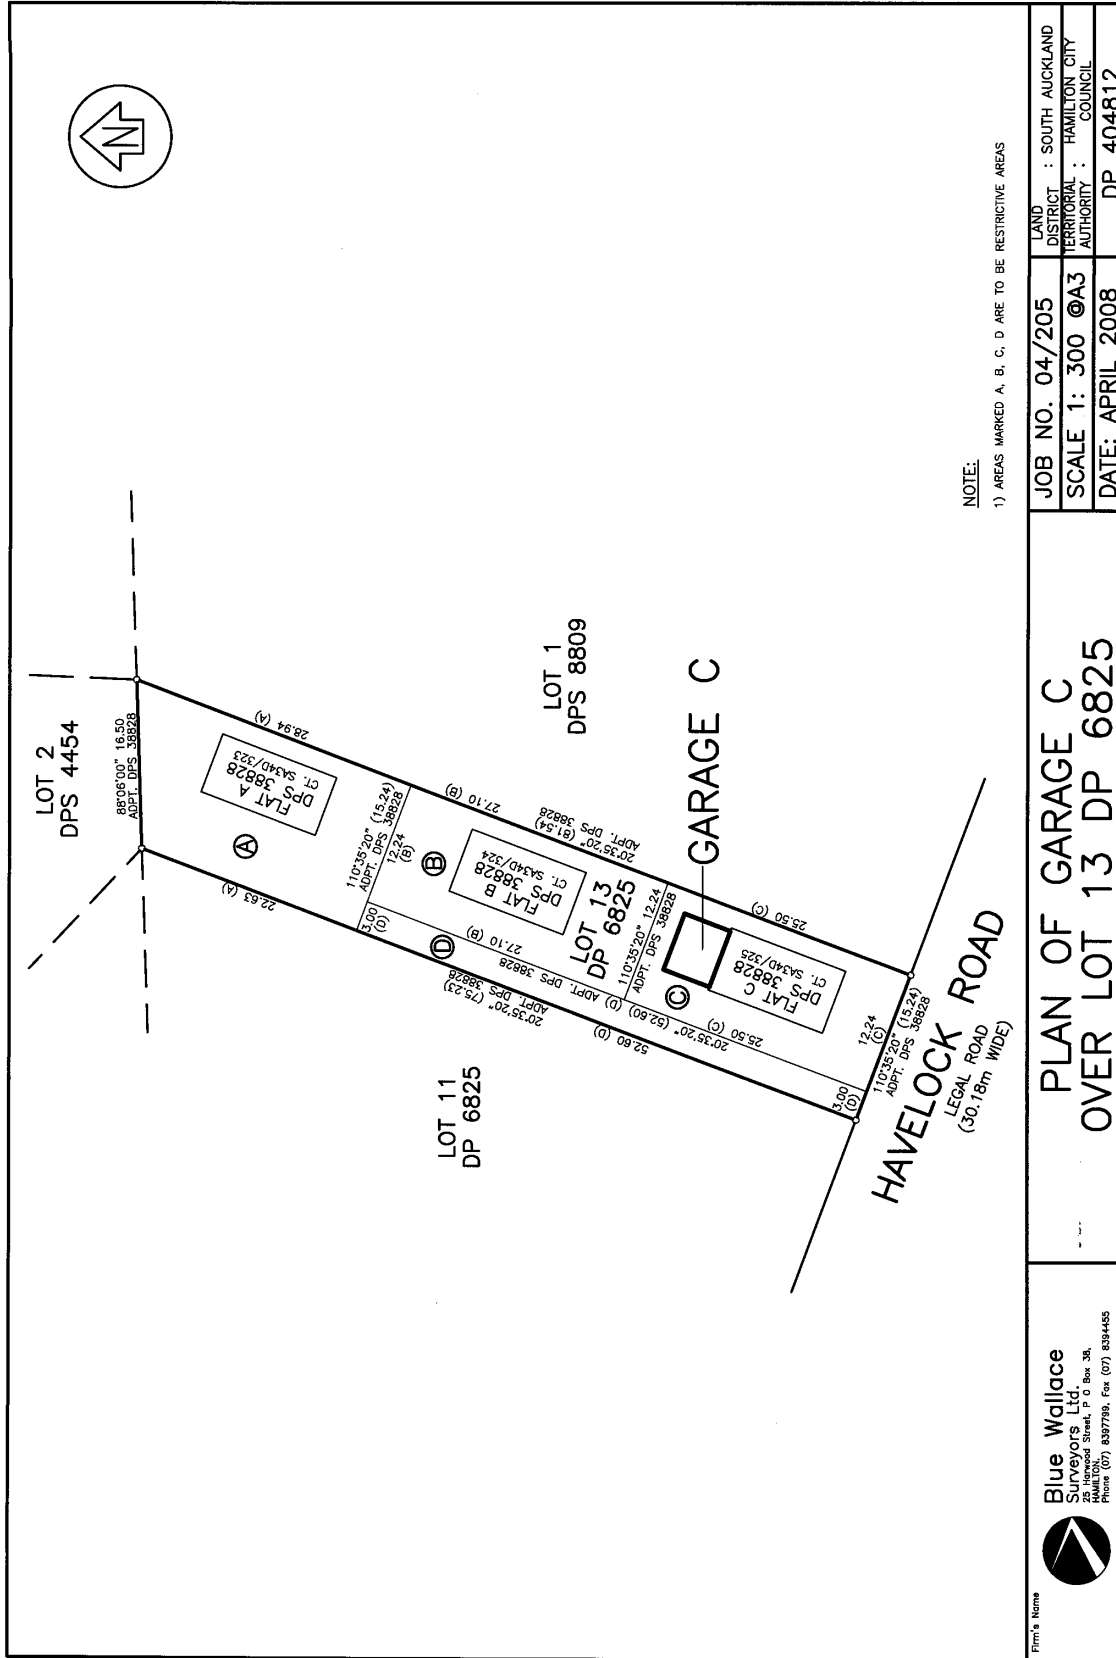 N
LOT 2
DPS 4454
88°06'00" 16.50
ADPT. DPS 38828
22.63 (A)
28.94 (A)
FLAT A
DPS 38828
CT. SA34D/323
A
110°35'20" (15.24)
ADPT. DPS 38828
12.24
(B)
3.00
(D)
B
27.10 (B)
20°35'20" (81.54)
ADPT. DPS 38828
FLAT B
DPS 38828
CT. SA34D/324
LOT 1
DPS 8809
LOT 13
DP 6825
27.10 (B)
ADPT. DPS 38828
D
20°35'20" (75.23)
ADPT. DPS 38828
52.60 (D)
20°35'20" (52.60) (D)
25.50 (C)
110°35'20" 12.24
ADPT. DPS 38828
GARAGE C
C
FLAT C
DPS 38828
CT. SA34D/325
25.50 (C)
LOT 11
DP 6825
3.00
(D)
12.24
(C)
110°35'20" (15.24)
ADPT. DPS 38828
HAVELOCK ROAD
LEGAL ROAD
(30.18m WIDE)
NOTE:
1) AREAS MARKED A, B, C, D ARE TO BE RESTRICTIVE AREAS
Firm's Name
Blue Wallace
Surveyors Ltd.
25 Harwood Street, P O Box 38,
HAMILTON.
Phone (07) 8397799, Fax (07) 8394455
PLAN OF GARAGE C
OVER LOT 13 DP 6825
JOB NO. 04/205
SCALE 1: 300 @A3
DATE: APRIL 2008
LAND
DISTRICT : SOUTH AUCKLAND
TERRITORIAL : HAMILTON CITY
AUTHORITY COUNCIL
DP 404812